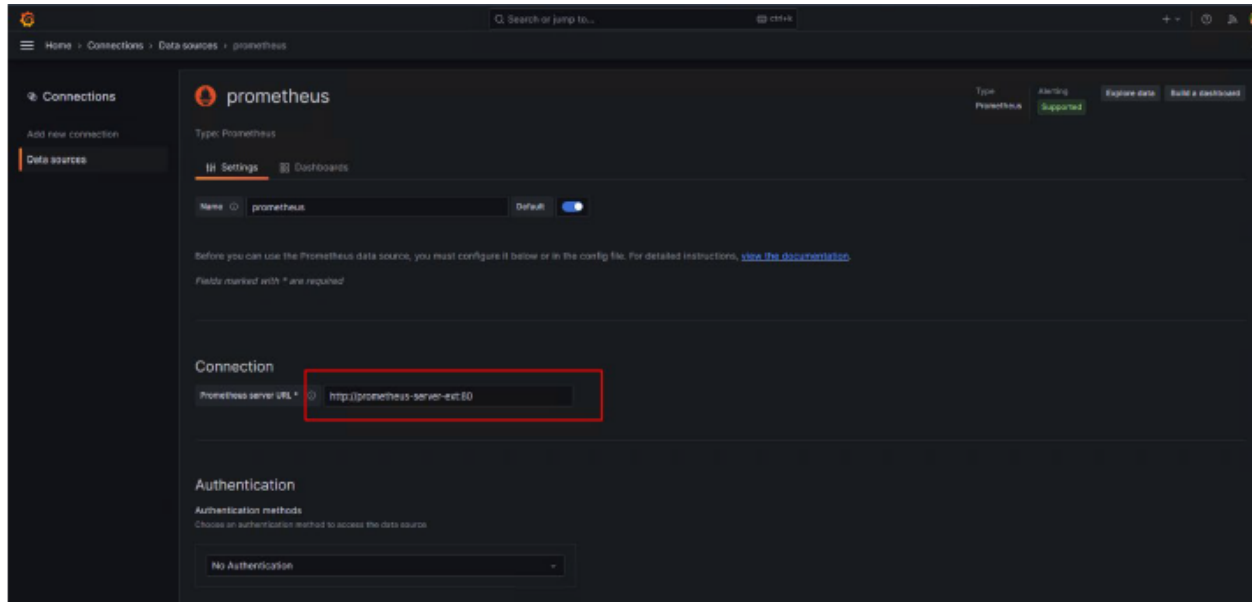 Search or jump to... ctrl+k
Home › Connections › Data sources › prometheus
Connections
Add new connection
Data sources
prometheus
Type: Prometheus
Type
Prometheus
Alerting
Supported
Explore data
Build a dashboard
Settings Dashboards
Name prometheus Default
Before you can use the Prometheus data source, you must configure it below or in the config file. For detailed instructions, view the documentation.
Fields marked with * are required
Connection
Prometheus server URL * http://prometheus-server-ext:80
Authentication
Authentication methods
Choose an authentication method to access the data source
No Authentication